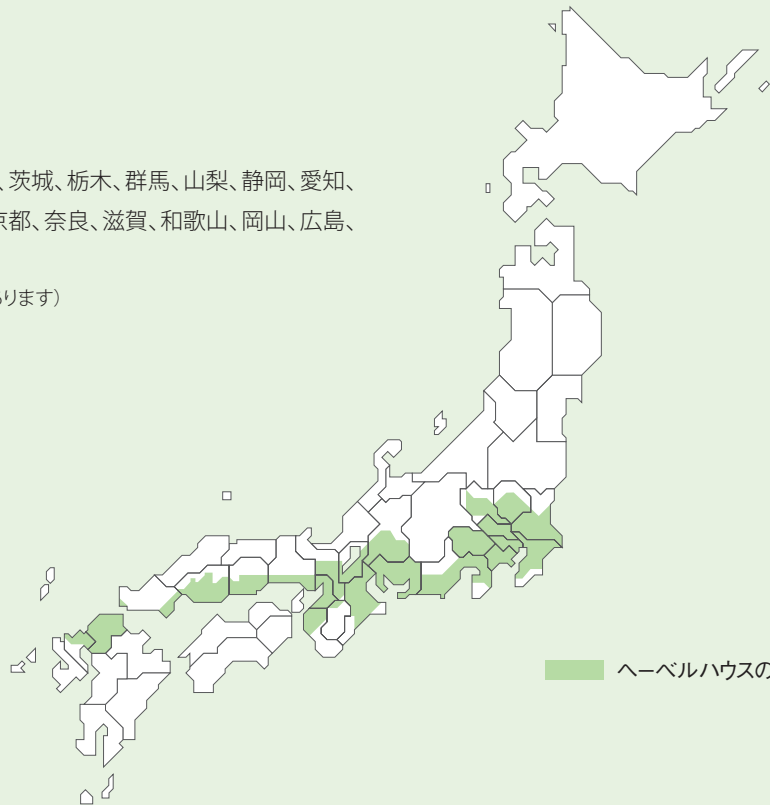 、茨城、栃木、群馬、山梨、静岡、愛知、
京都、奈良、滋賀、和歌山、岡山、広島、
ります）
ヘーベルハウスの